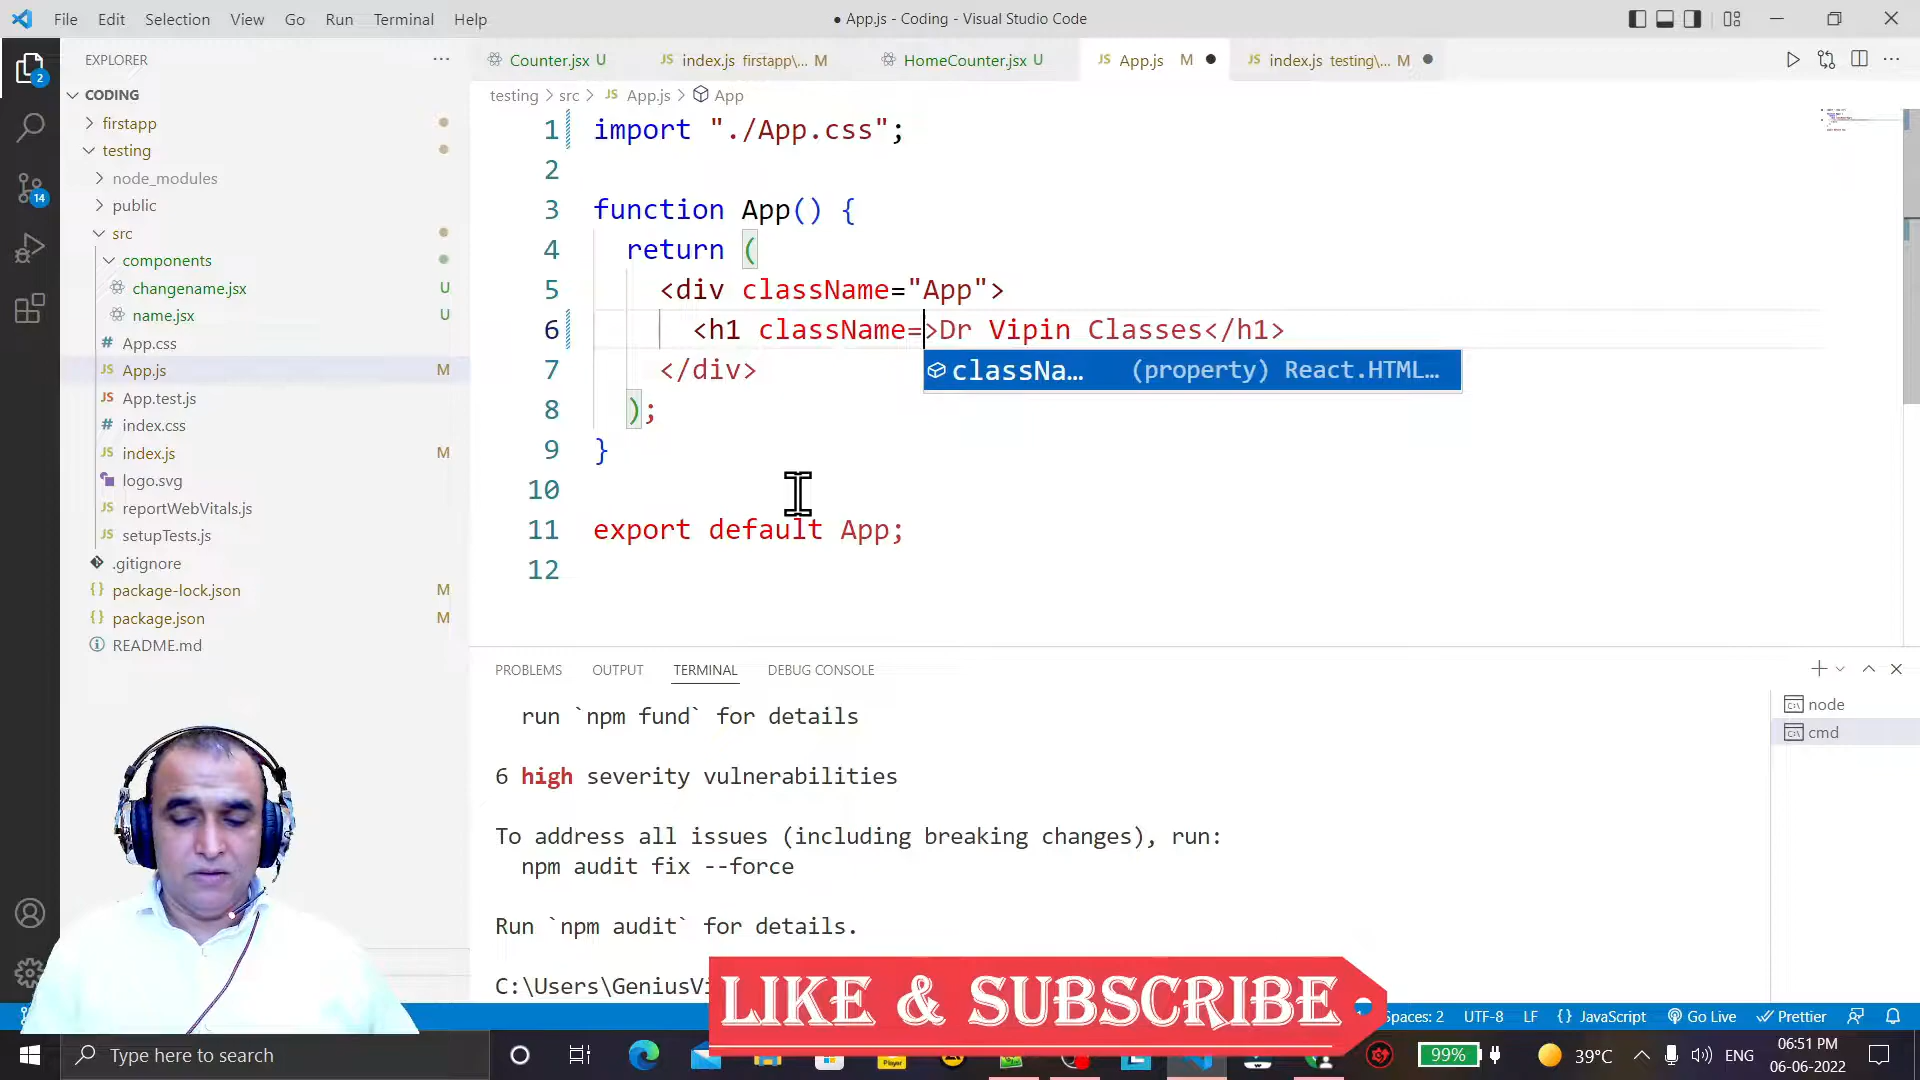 File Edit Selection View Go Run Terminal Help
● App.js - Coding - Visual Studio Code
EXPLORER
CODING
firstapp
testing
node_modules
public
src
components
changename.jsx U
name.jsx U
App.css
App.js M
App.test.js
index.css
index.js M
logo.svg
reportWebVitals.js
setupTests.js
.gitignore
package-lock.json M
package.json M
README.md
2
14
Counter.jsx U
index.js firstapp\... M
HomeCounter.jsx U
App.js M
index.js testing\... M
testing > src > JS App.js > App
1 import "./App.css";
2
3 function App() {
4 return (
5 <div className="App">
6 <h1 className=>Dr Vipin Classes</h1>
7 </div>
classNa… (property) React.HTML…
8 );
9 }
10
11 export default App;
12
PROBLEMS OUTPUT TERMINAL DEBUG CONSOLE
run `npm fund` for details
6 high severity vulnerabilities
To address all issues (including breaking changes), run:
npm audit fix --force
Run `npm audit` for details.
node
cmd
LIKE & SUBSCRIBE
UTF-8 LF {} JavaScript Go Live Prettier
Type here to search
99% 39°C ENG
06:51 PM
06-06-2022